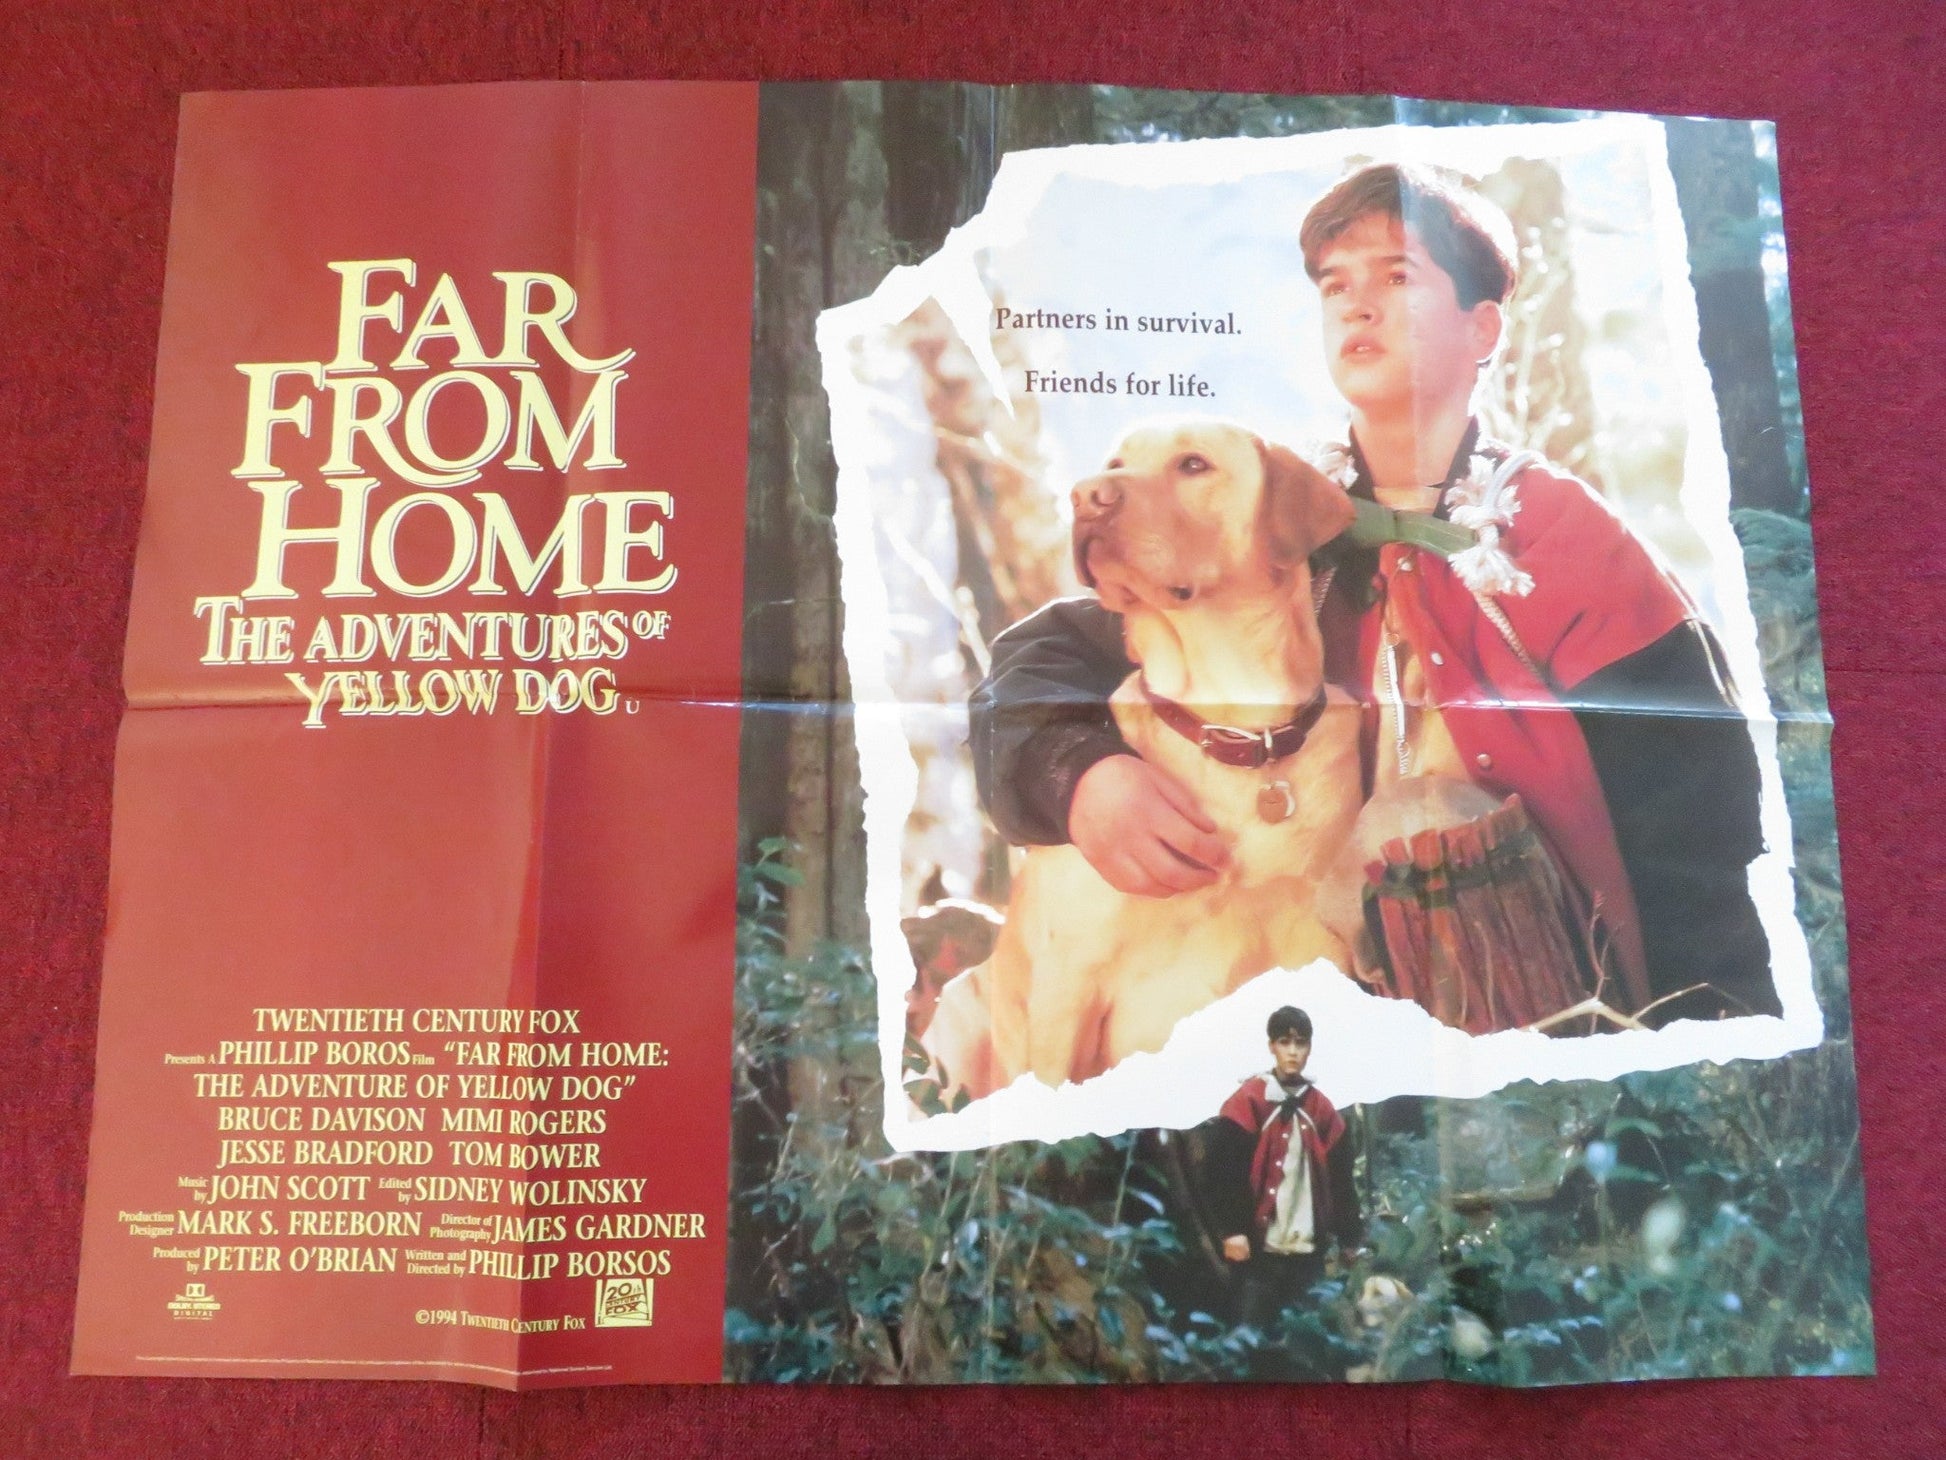 FAR
FROM
HOME
THE ADVENTURES OF
YELLOW DOG U
Partners in survival.
Friends for life.
TWENTIETH CENTURY FOX
Presents A PHILLIP BOROS Film "FAR FROM HOME:
THE ADVENTURE OF YELLOW DOG"
BRUCE DAVISON MIMI ROGERS
JESSE BRADFORD TOM BOWER
Music by JOHN SCOTT Edited by SIDNEY WOLINSKY
Production Designer MARK S. FREEBORN Director of Photography JAMES GARDNER
Produced by PETER O'BRIAN Written and Directed by PHILLIP BORSOS
DOLBY STEREO
DIGITAL
©1994 TWENTIETH CENTURY FOX
20th
CENTURY
FOX